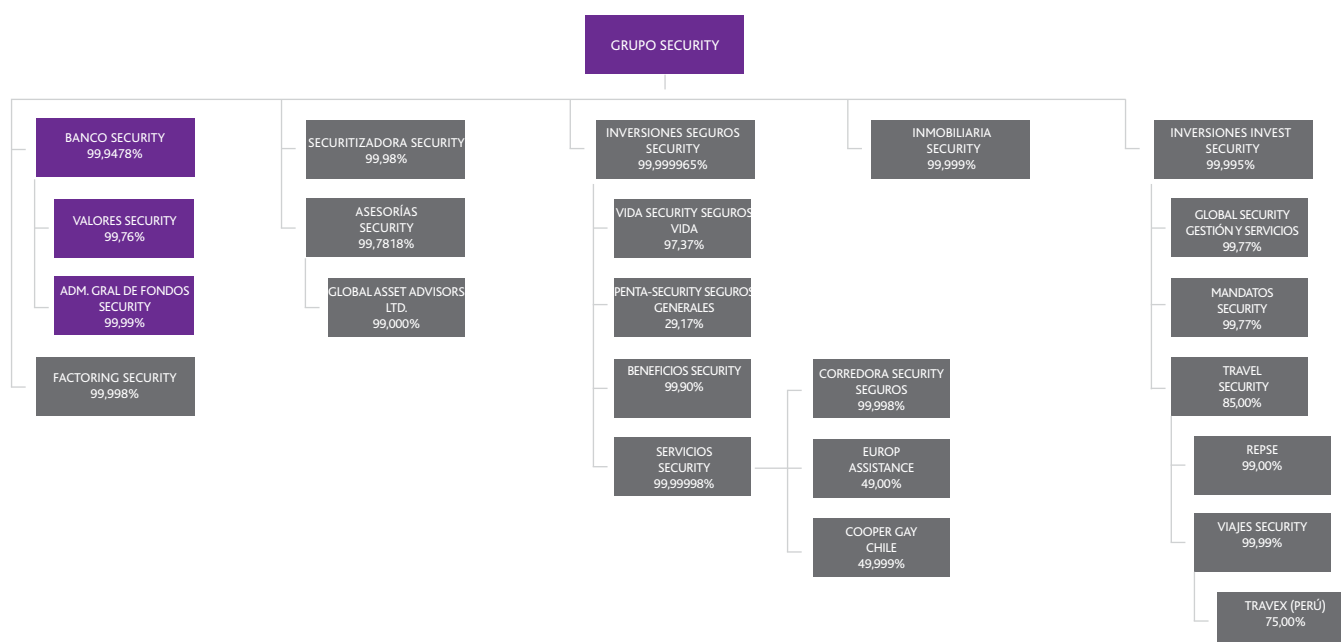 GRUPO SECURITY
BANCO SECURITY
99,9478%
VALORES SECURITY
99,76%
ADM. GRAL DE FONDOS
SECURITY
99,99%
FACTORING SECURITY
99,998%
SECURITIZADORA SECURITY
99,98%
ASESORÍAS
SECURITY
99,7818%
GLOBAL ASSET ADVISORS
LTD.
99,000%
INVERSIONES SEGUROS
SECURITY
99,999965%
VIDA SECURITY SEGUROS
VIDA
97,37%
PENTA-SECURITY SEGUROS
GENERALES
29,17%
BENEFICIOS SECURITY
99,90%
SERVICIOS
SECURITY
99,99998%
CORREDORA SECURITY
SEGUROS
99,998%
EUROP
ASSISTANCE
49,00%
COOPER GAY
CHILE
49,999%
INMOBILIARIA
SECURITY
99,999%
INVERSIONES INVEST
SECURITY
99,995%
GLOBAL SECURITY
GESTIÓN Y SERVICIOS
99,77%
MANDATOS
SECURITY
99,77%
TRAVEL
SECURITY
85,00%
REPSE
99,00%
VIAJES SECURITY
99,99%
TRAVEX (PERÚ)
75,00%